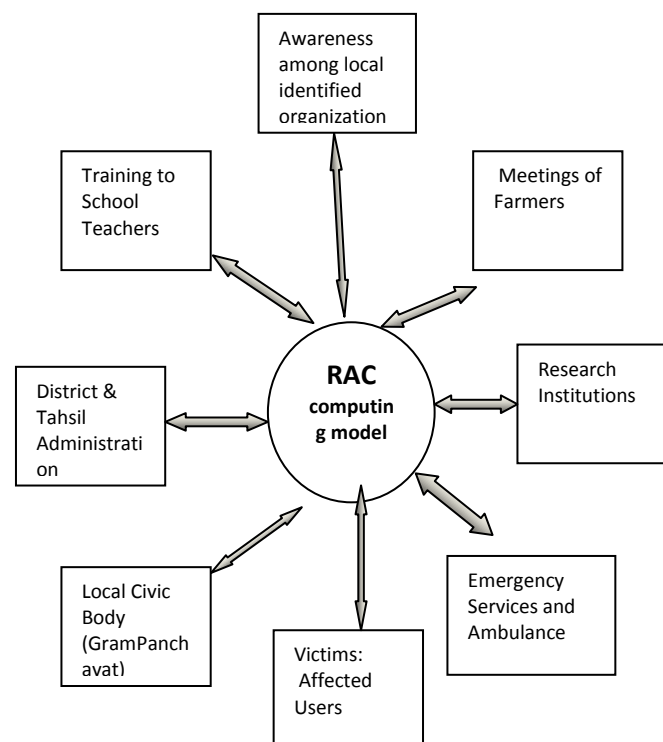 Awareness
among local
identified
organization
Training to
School
Teachers
Meetings of
Farmers
RAC
computin
g model
District &
Tahsil
Administrati
on
Research
Institutions
Local Civic
Body
(GramPanch
ayat)
Victims:
Affected
Users
Emergency
Services and
Ambulance